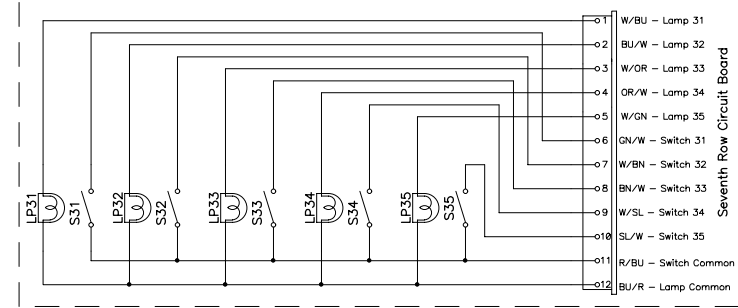 1 W/BU – Lamp 31
2 BU/W – Lamp 32
3 W/OR – Lamp 33
4 OR/W – Lamp 34
5 W/GN – Lamp 35
6 GN/W – Switch 31
7 W/BN – Switch 32
8 BN/W – Switch 33
9 W/SL – Switch 34
10 SL/W – Switch 35
11 R/BU – Switch Common
12 BU/R – Lamp Common
Seventh Row Circuit Board
LP31
S31
LP32
S32
LP33
S33
LP34
S34
LP35
S35